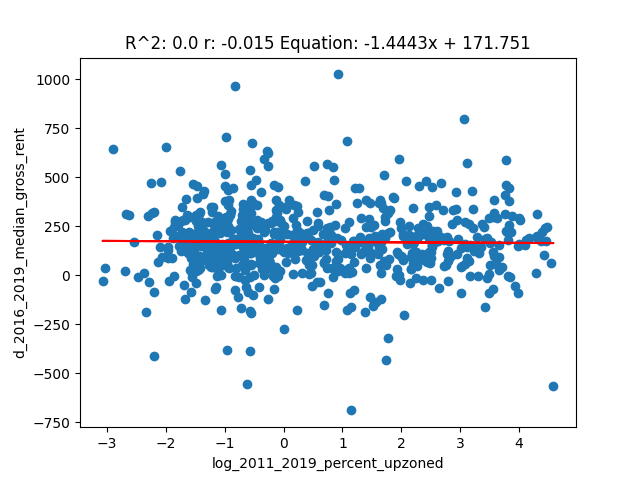 R^2: 0.0 r: -0.015 Equation: -1.4443x + 171.751
d_2016_2019_median_gross_rent
1000
750
500
250
0
−250
−500
−750
−3 −2 −1 0 1 2 3 4
log_2011_2019_percent_upzoned